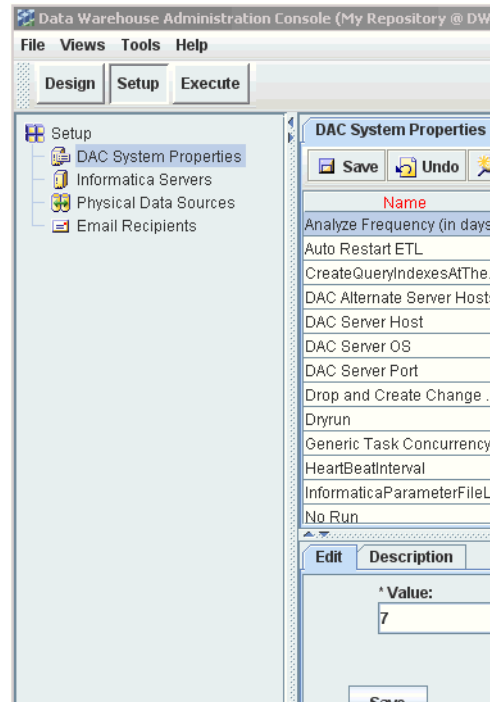 Data Warehouse Administration Console (My Repository @ DW
File Views Tools Help
Design Setup Execute
Setup
DAC System Properties
Informatica Servers
Physical Data Sources
Email Recipients
DAC System Properties
Save Undo
Name
Analyze Frequency (in days
Auto Restart ETL
CreateQueryIndexesAtThe.
DAC Alternate Server Hosts
DAC Server Host
DAC Server OS
DAC Server Port
Drop and Create Change .
Dryrun
Generic Task Concurrency
HeartBeatInterval
InformaticaParameterFileL
No Run
Edit Description
* Value:
7
Save